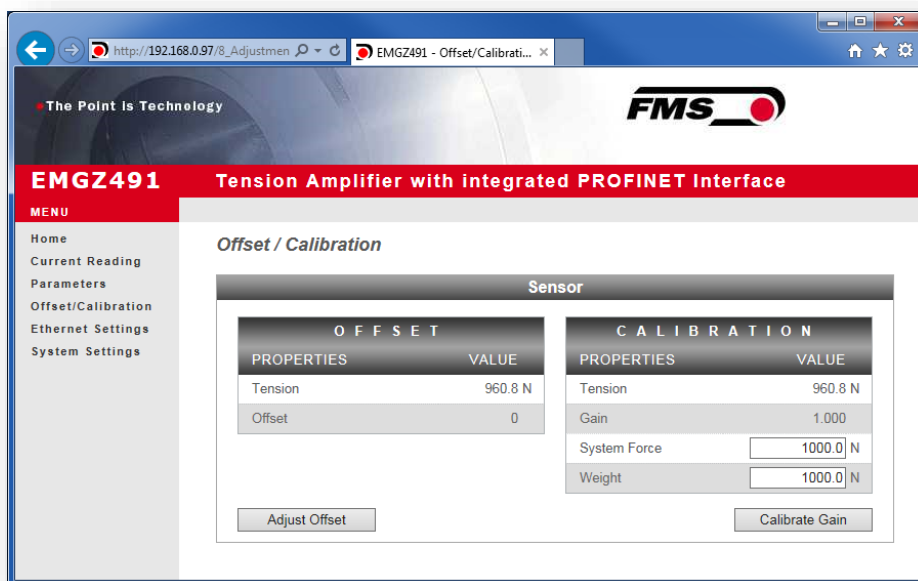 http://192.168.0.97/8_Adjustmen
EMGZ491 - Offset/Calibrati...
The Point Is Technology
FMS
EMGZ491
Tension Amplifier with integrated PROFINET Interface
MENU
Home
Current Reading
Parameters
Offset/Calibration
Ethernet Settings
System Settings
Offset / Calibration
Sensor
OFFSET
PROPERTIES VALUE
Tension 960.8 N
Offset 0
CALIBRATION
PROPERTIES VALUE
Tension 960.8 N
Gain 1.000
System Force 1000.0 N
Weight 1000.0 N
Adjust Offset
Calibrate Gain